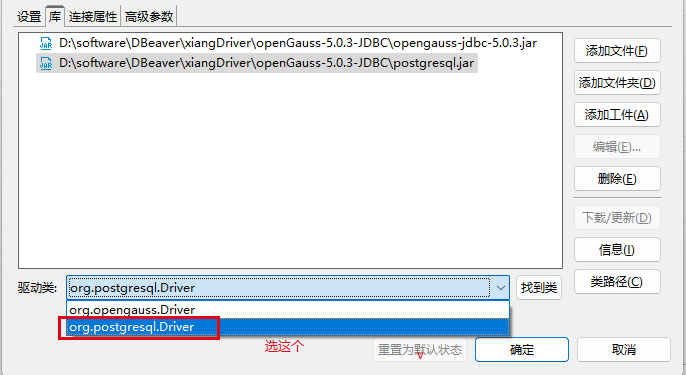 设置 库 连接属性 高级参数
D:\software\DBeaver\xiangDriver\openGauss-5.0.3-JDBC\opengauss-jdbc-5.0.3.jar
D:\software\DBeaver\xiangDriver\openGauss-5.0.3-JDBC\postgresql.jar
添加文件(F)
添加文件夹(D)
添加工件(A)
编辑(E)...
删除(E)
下载/更新(D)
信息(I)
类路径(C)
驱动类: org.postgresql.Driver 找到类
org.opengauss.Driver
org.postgresql.Driver
选这个
重置为默认状态 确定 取消